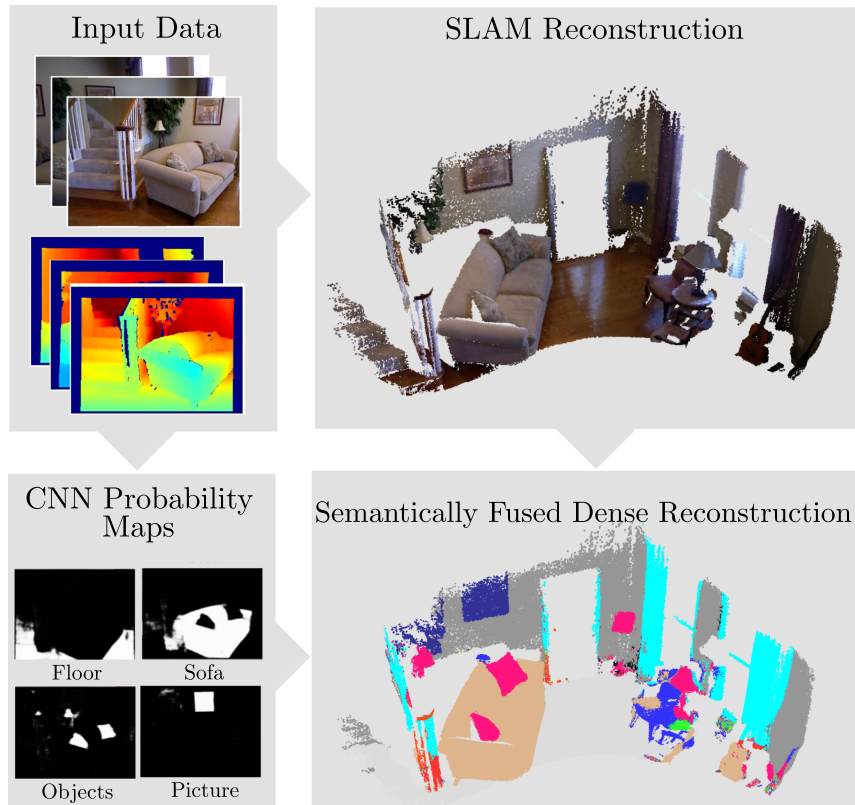 Input Data
SLAM Reconstruction
CNN Probability
Maps
Semantically Fused Dense Reconstruction
Floor
Sofa
Objects
Picture